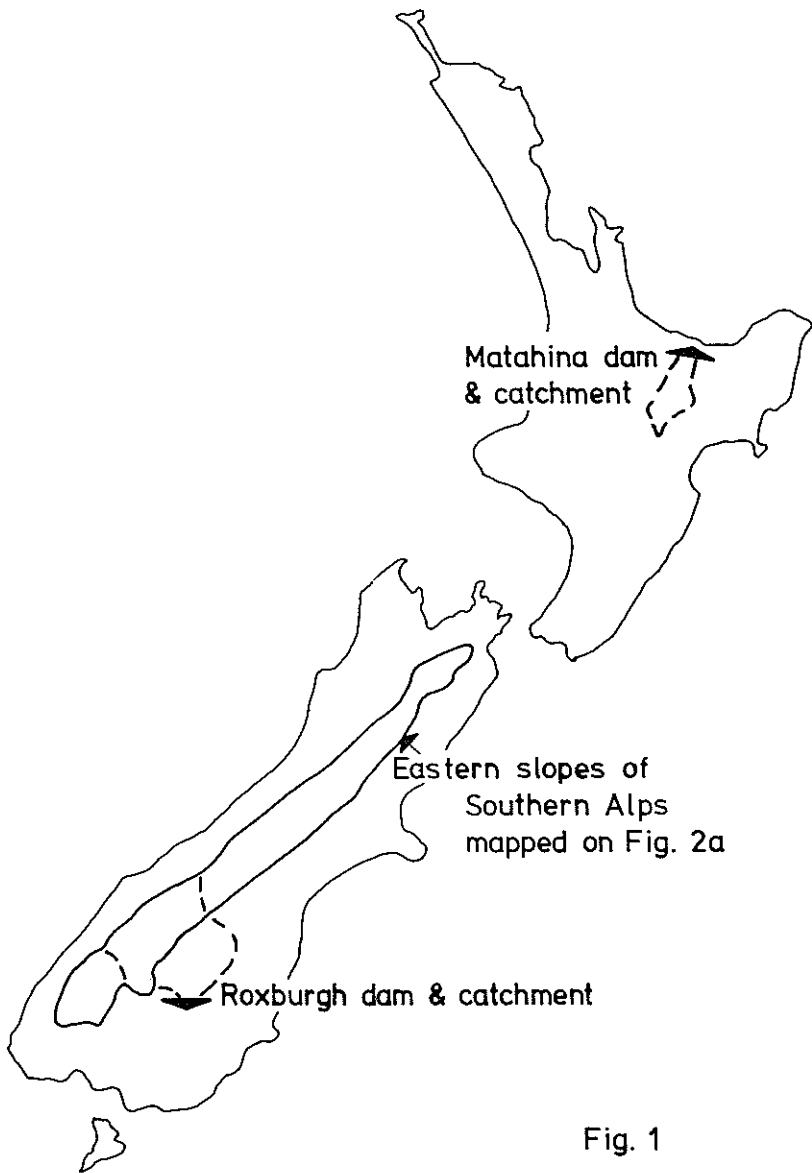 Matahina dam
& catchment
Eastern slopes of
Southern Alps
mapped on Fig. 2a
Roxburgh dam & catchment
Fig. 1